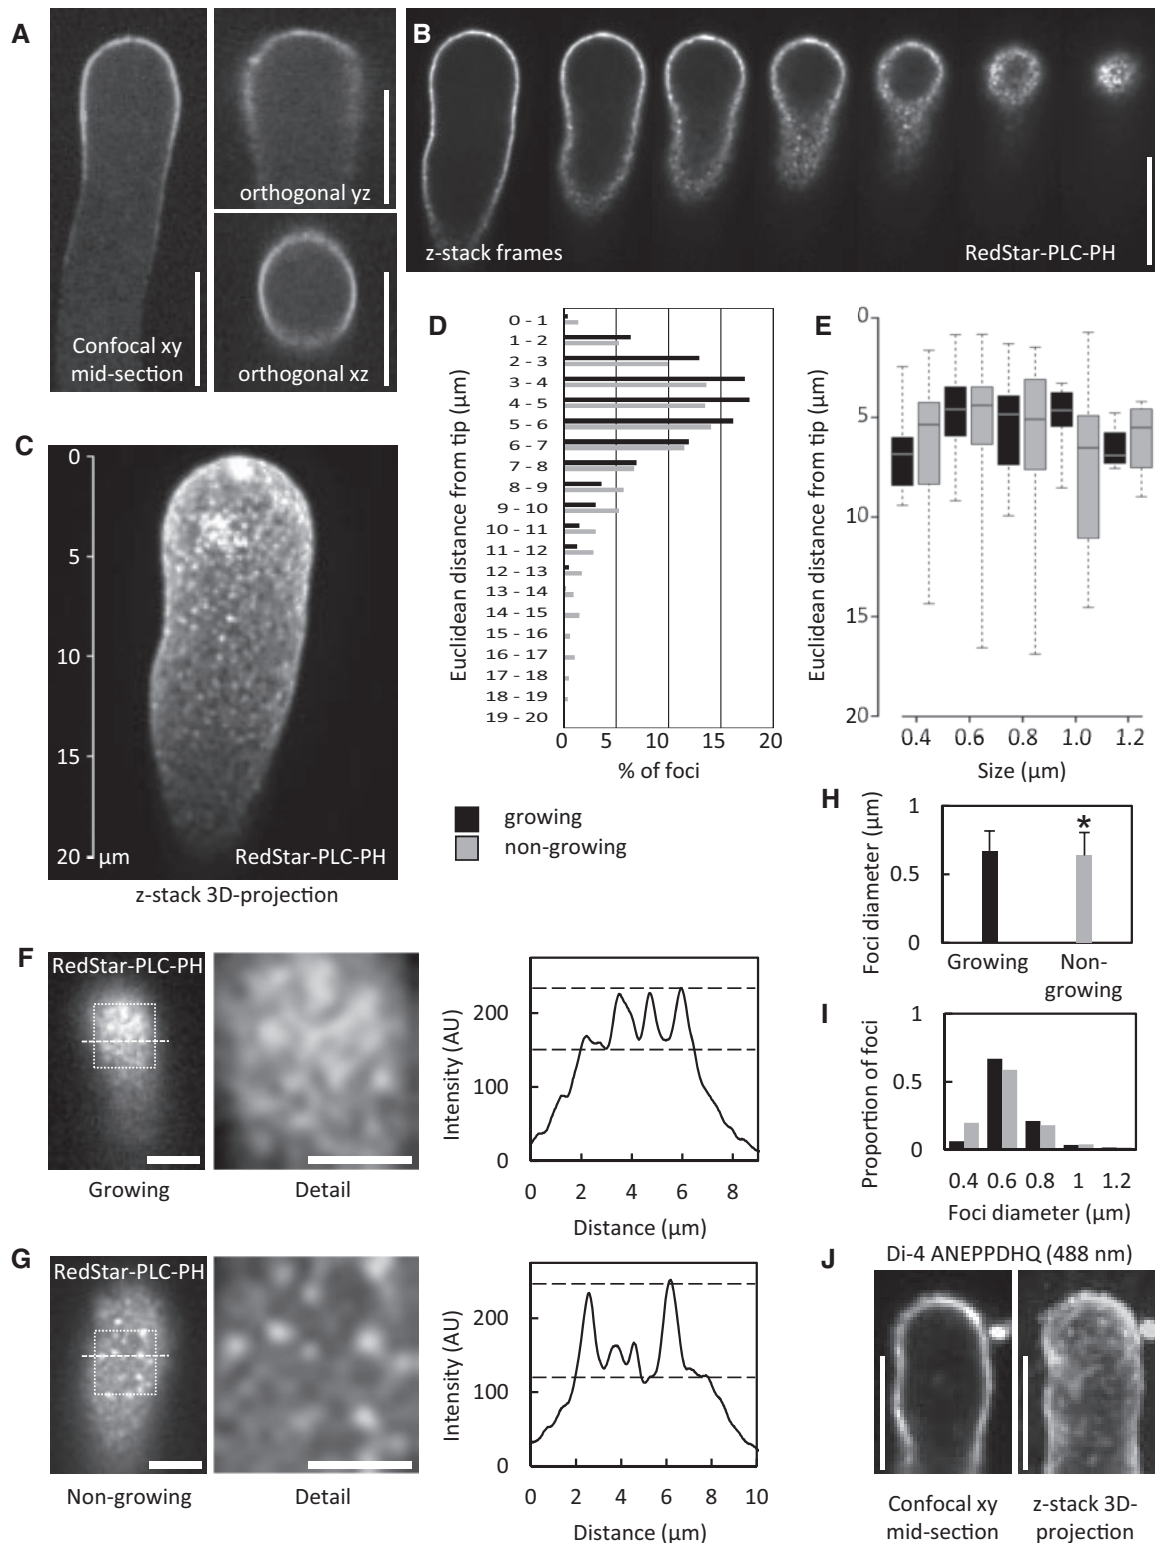 A
orthogonal yz
Confocal xy
mid-section
orthogonal xz
B
z-stack frames
RedStar-PLC-PH
C
0
5
10
15
20 µm
RedStar-PLC-PH
z-stack 3D-projection
D
Euclidean distance from tip (µm)
0 - 1
1 - 2
2 - 3
3 - 4
4 - 5
5 - 6
6 - 7
7 - 8
8 - 9
9 - 10
10 - 11
11 - 12
12 - 13
13 - 14
14 - 15
15 - 16
16 - 17
17 - 18
18 - 19
19 - 20
0 5 10 15 20
% of foci
growing
non-growing
E
Euclidean distance from tip (µm)
0
5
10
15
20
0.4 0.6 0.8 1.0 1.2
Size (µm)
F
RedStar-PLC-PH
Growing
Detail
Intensity (AU)
200
100
0
0 2 4 6 8
Distance (µm)
G
RedStar-PLC-PH
Non-growing
Detail
Intensity (AU)
200
100
0
0 2 4 6 8 10
Distance (µm)
H
Foci diameter (µm)
1
0.5
0
*
Growing
Non-
growing
I
Proportion of foci
1
0.5
0
0.4 0.6 0.8 1 1.2
Foci diameter (µm)
J
Di-4 ANEPPDHQ (488 nm)
Confocal xy
mid-section
z-stack 3D-
projection